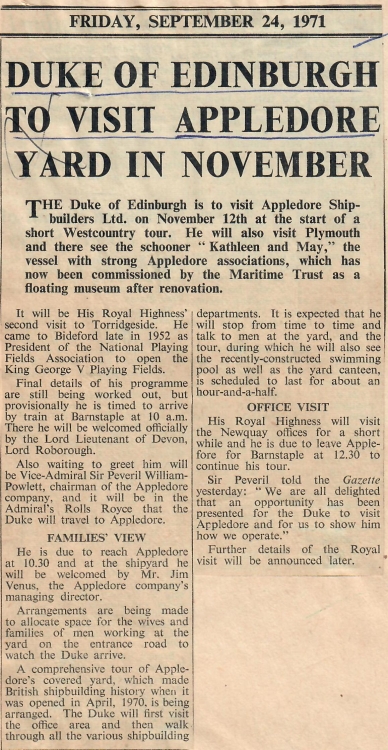 FRIDAY, SEPTEMBER 24, 1971
DUKE OF EDINBURGH
TO VISIT APPLEDORE
YARD IN NOVEMBER
THE Duke of Edinburgh is to visit Appledore Ship-
builders Ltd. on November 12th at the start of a
short Westcountry tour. He will also visit Plymouth
and there see the schooner "Kathleen and May," the
vessel with strong Appledore associations, which has
now been commissioned by the Maritime Trust as a
floating museum after renovation.
It will be His Royal Highness'
second visit to Torridgeside. He
came to Bideford late in 1952 as
President of the National Playing
Fields Association to open the
King George V Playing Fields.
Final details of his programme
are still being worked out, but
provisionally he is timed to arrive
by train at Barnstaple at 10 a.m.
There he will be welcomed officially
by the Lord Lieutenant of Devon,
Lord Roborough.
Also waiting to greet him will
be Vice-Admiral Sir Peveril William-
Powlett, chairman of the Appledore
company, and it will be in the
Admiral's Rolls Royce that the
Duke will travel to Appledore.
FAMILIES' VIEW
He is due to reach Appledore
at 10.30 and at the shipyard he
will be welcomed by Mr. Jim
Venus, the Appledore company's
managing director.
Arrangements are being made
to allocate space for the wives and
families of men working at the
yard on the entrance road to
watch the Duke arrive.
A comprehensive tour of Apple-
dore's covered yard, which made
British shipbuilding history when it
was opened in April, 1970, is being
arranged. The Duke will first visit
the office area and then walk
through all the various shipbuilding
departments. It is expected that he
will stop from time to time and
talk to men at the yard, and the
tour, during which he will also see
the recently-constructed swimming
pool as well as the yard canteen,
is scheduled to last for about an
hour-and-a-half.
OFFICE VISIT
His Royal Highness will visit
the Newquay offices for a short
while and he is due to leave Apple-
fore for Barnstaple at 12.30 to
continue his tour.
Sir Peveril told the Gazette
yesterday: "We are all delighted
that an opportunity has been
presented for the Duke to visit
Appledore and for us to show him
how we operate."
Further details of the Royal
visit will be announced later.